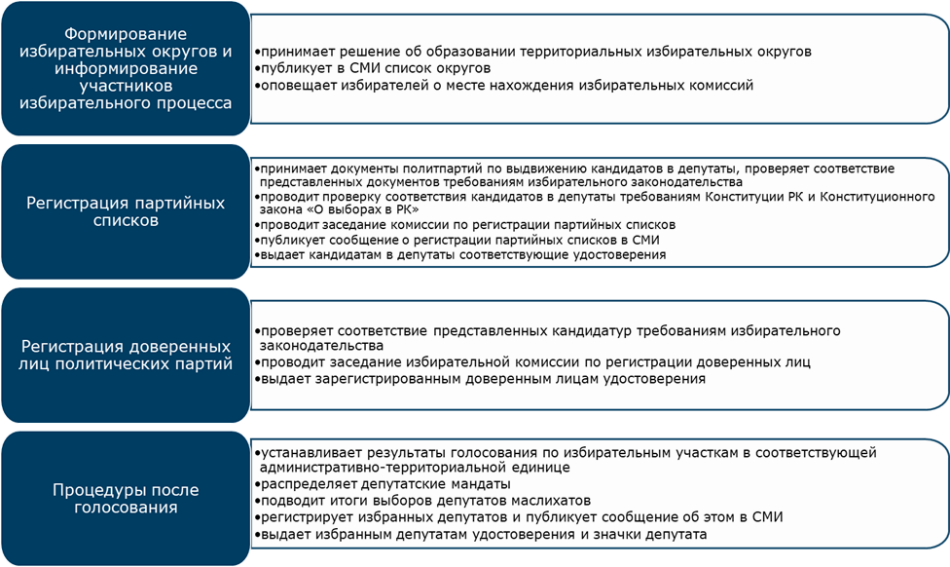 Формирование
избирательных округов и
информирование
участников
избирательного процесса
•принимает решение об образовании территориальных избирательных округов
•публикует в СМИ список округов
•оповещает избирателей о месте нахождения избирательных комиссий
Регистрация партийных
списков
•принимает документы политпартий по выдвижению кандидатов в депутаты, проверяет соответствие
представленных документов требованиям избирательного законодательства
•проводит проверку соответствия кандидатов в депутаты требованиям Конституции РК и Конституционного
закона «О выборах в РК»
•проводит заседание комиссии по регистрации партийных списков
•публикует сообщение о регистрации партийных списков в СМИ
•выдает кандидатам в депутаты соответствующие удостоверения
Регистрация доверенных
лиц политических партий
•проверяет соответствие представленных кандидатур требованиям избирательного
законодательства
•проводит заседание избирательной комиссии по регистрации доверенных лиц
•выдает зарегистрированным доверенным лицам удостоверения
Процедуры после
голосования
•устанавливает результаты голосования по избирательным участкам в соответствующей
административно-территориальной единице
•распределяет депутатские мандаты
•подводит итоги выборов депутатов маслихатов
•регистрирует избранных депутатов и публикует сообщение об этом в СМИ
•выдает избранным депутатам удостоверения и значки депутата